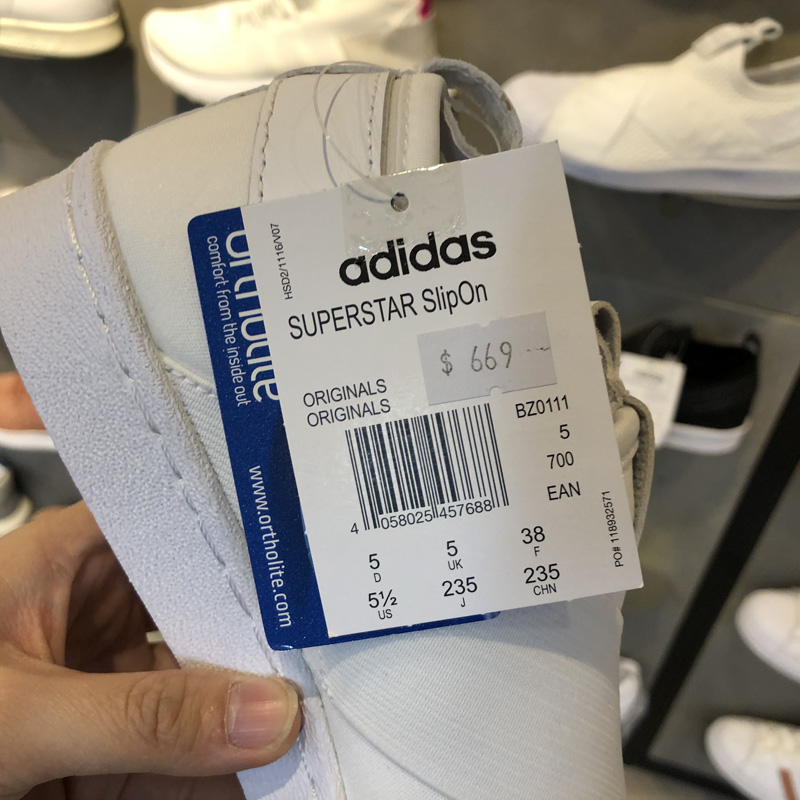 HSD2/1116/V07
adidas
SUPERSTAR SlipOn
$ 669
ORIGINALS
ORIGINALS
BZ0111
5
700
EAN
4 058025 457688
5 5 38
D UK F
5½ 235 235
US J CHN
PO# 118932571
ortholite
comfort from the inside out
www.ortholite.com